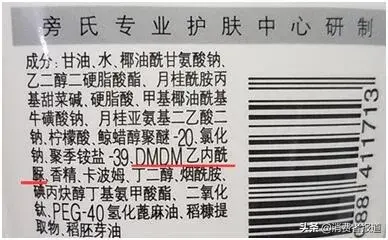 旁氏专业护肤中心研制
成分:甘油、水、椰油酰甘氨酸钠、
乙二醇二硬脂酸酯、月桂酰胺丙
基甜菜碱、硬脂酸、甲基椰油酰基
牛磺酸钠、月桂亚氨基二乙酸二
钠、柠檬酸、鲸蜡醇聚醚-20、氯化
钠、聚季铵盐-39、DMDM乙内酰
脲、香精、卡波姆、丁二醇、烟酰胺、
碘丙炔醇丁基氨甲酸酯、二氧化
钛、PEG-40氢化蓖麻油、稻糠提
取物、稻胚芽油
088411703
头条@消费者报道